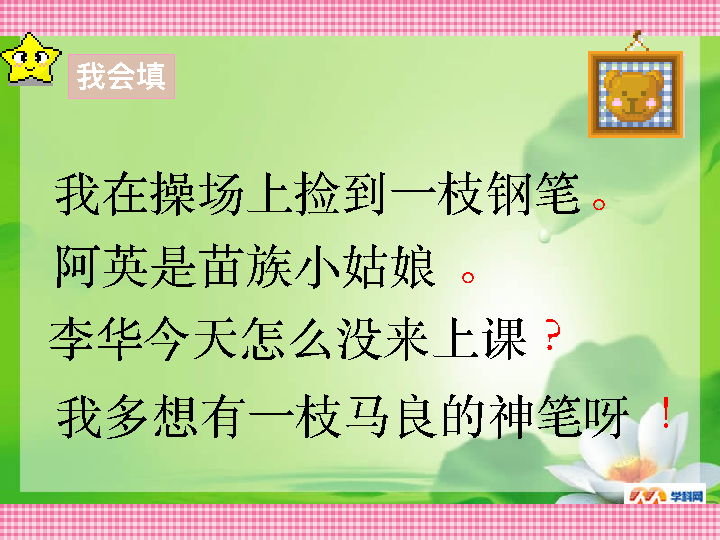 我会填
我在操场上捡到一枝钢笔。
阿英是苗族小姑娘。
李华今天怎么没来上课?
我多想有一枝马良的神笔呀!
学科网